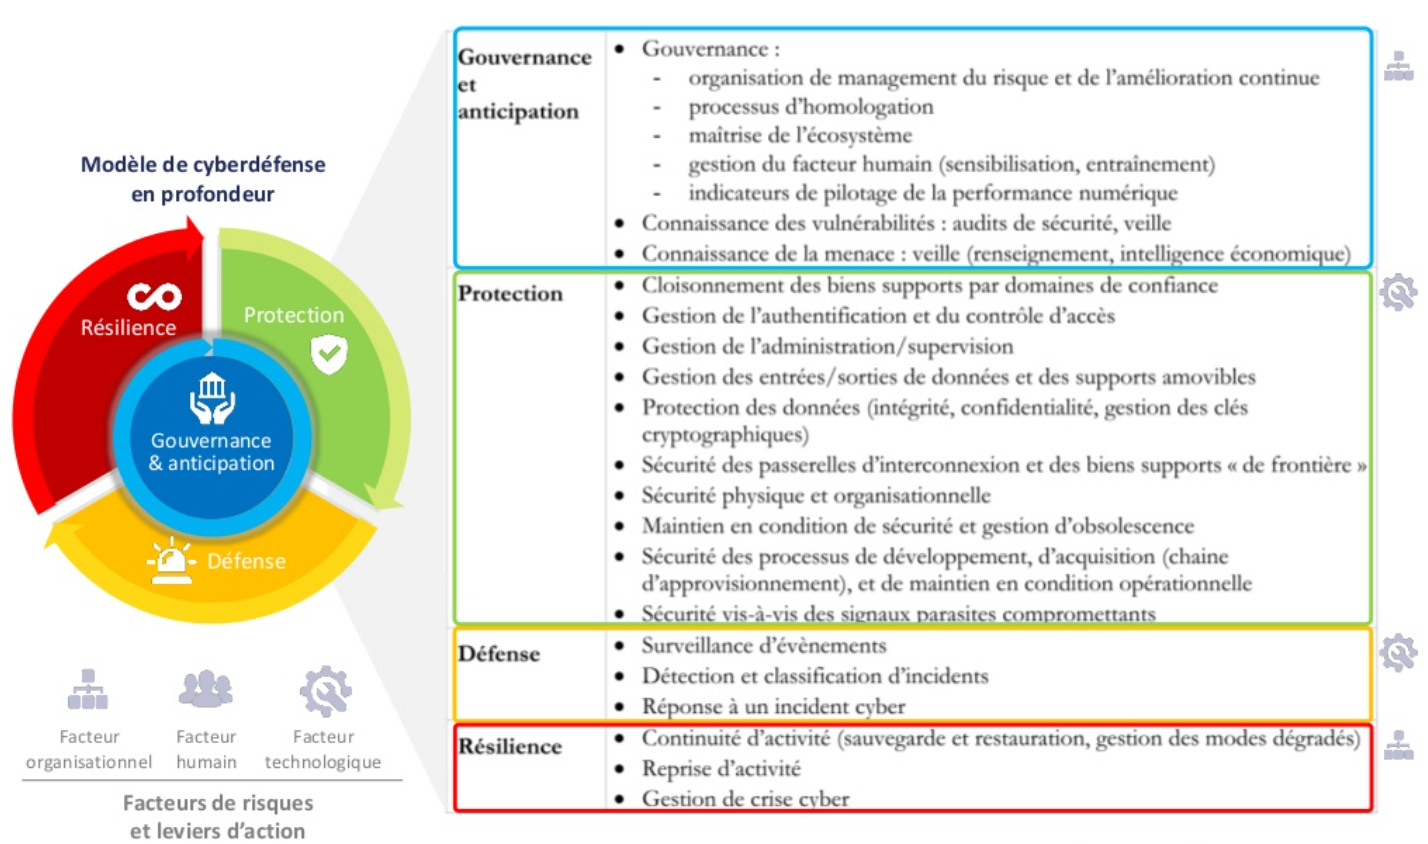 Modèle de cyberdéfense
en profondeur
Résilience
Protection
Gouvernance
& anticipation
Défense
Facteur
organisationnel
Facteur
humain
Facteur
technologique
Facteurs de risques
et leviers d'action
Gouvernance
et
anticipation
• Gouvernance :
- organisation de management du risque et de l'amélioration continue
- processus d'homologation
- maîtrise de l'écosystème
- gestion du facteur humain (sensibilisation, entraînement)
- indicateurs de pilotage de la performance numérique
• Connaissance des vulnérabilités : audits de sécurité, veille
• Connaissance de la menace : veille (renseignement, intelligence économique)
Protection
• Cloisonnement des biens supports par domaines de confiance
• Gestion de l'authentification et du contrôle d'accès
• Gestion de l'administration/supervision
• Gestion des entrées/sorties de données et des supports amovibles
• Protection des données (intégrité, confidentialité, gestion des clés
cryptographiques)
• Sécurité des passerelles d'interconnexion et des biens supports « de frontière »
• Sécurité physique et organisationnelle
• Maintien en condition de sécurité et gestion d'obsolescence
• Sécurité des processus de développement, d'acquisition (chaine
d'approvisionnement), et de maintien en condition opérationnelle
• Sécurité vis-à-vis des signaux parasites compromettants
Défense
• Surveillance d'évènements
• Détection et classification d'incidents
• Réponse à un incident cyber
Résilience
• Continuité d'activité (sauvegarde et restauration, gestion des modes dégradés)
• Reprise d'activité
• Gestion de crise cyber